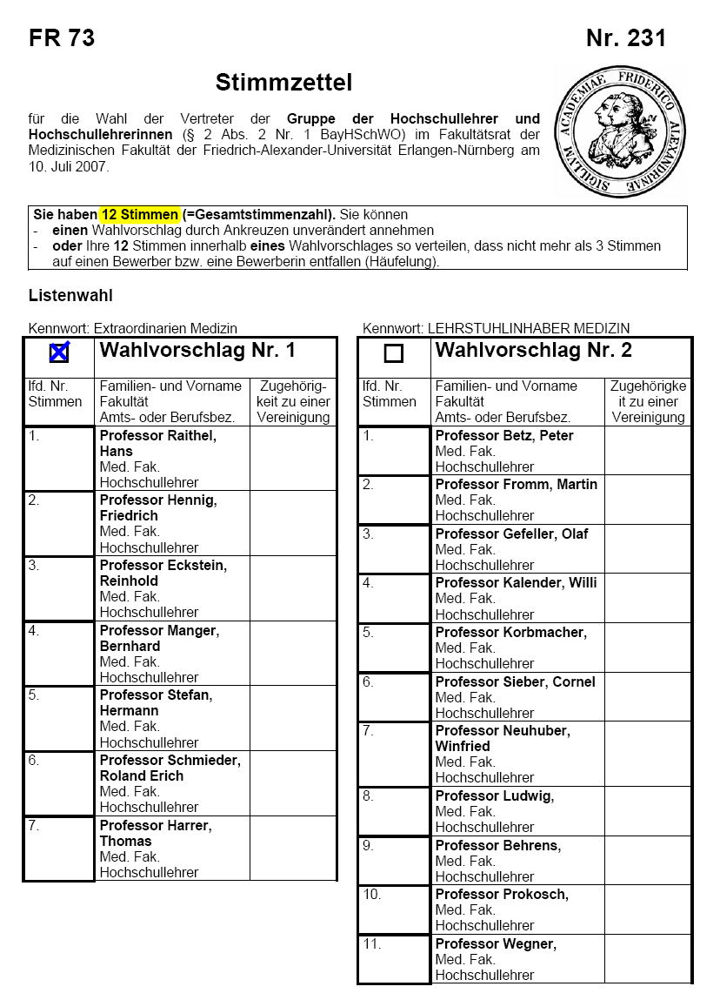 FR 73
Nr. 231
Stimmzettel
für die Wahl der Vertreter der Gruppe der Hochschullehrer und
Hochschullehrerinnen (§ 2 Abs. 2 Nr. 1 BayHSchWO) im Fakultätsrat der
Medizinischen Fakultät der Friedrich-Alexander-Universität Erlangen-Nürnberg am
10. Juli 2007.
SIGILLVM ACADEMIAE FRIDERICO ALEXANDRINAE
Sie haben 12 Stimmen (=Gesamtstimmenzahl). Sie können
- einen Wahlvorschlag durch Ankreuzen unverändert annehmen
- oder Ihre 12 Stimmen innerhalb eines Wahlvorschlages so verteilen, dass nicht mehr als 3 Stimmen
auf einen Bewerber bzw. eine Bewerberin entfallen (Häufelung).
Listenwahl
Kennwort: Extraordinarien Medizin
Wahlvorschlag Nr. 1
lfd. Nr.
Stimmen
Familien- und Vorname
Fakultät
Amts- oder Berufsbez.
Zugehörig-
keit zu einer
Vereinigung
1.
Professor Raithel,
Hans
Med. Fak.
Hochschullehrer
2.
Professor Hennig,
Friedrich
Med. Fak.
Hochschullehrer
3.
Professor Eckstein,
Reinhold
Med. Fak.
Hochschullehrer
4.
Professor Manger,
Bernhard
Med. Fak.
Hochschullehrer
5.
Professor Stefan,
Hermann
Med. Fak.
Hochschullehrer
6.
Professor Schmieder,
Roland Erich
Med. Fak.
Hochschullehrer
7.
Professor Harrer,
Thomas
Med. Fak.
Hochschullehrer
Kennwort: LEHRSTUHLINHABER MEDIZIN
Wahlvorschlag Nr. 2
lfd. Nr.
Stimmen
Familien- und Vorname
Fakultät
Amts- oder Berufsbez.
Zugehörigke
it zu einer
Vereinigung
1.
Professor Betz, Peter
Med. Fak.
Hochschullehrer
2.
Professor Fromm, Martin
Med. Fak.
Hochschullehrer
3.
Professor Gefeller, Olaf
Med. Fak.
Hochschullehrer
4.
Professor Kalender, Willi
Med. Fak.
Hochschullehrer
5.
Professor Korbmacher,
Med. Fak.
Hochschullehrer
6.
Professor Sieber, Cornel
Med. Fak.
Hochschullehrer
7.
Professor Neuhuber,
Winfried
Med. Fak.
Hochschullehrer
8.
Professor Ludwig,
Med. Fak.
Hochschullehrer
9.
Professor Behrens,
Med. Fak.
Hochschullehrer
10.
Professor Prokosch,
Med. Fak.
Hochschullehrer
11.
Professor Wegner,
Med. Fak.
Hochschullehrer